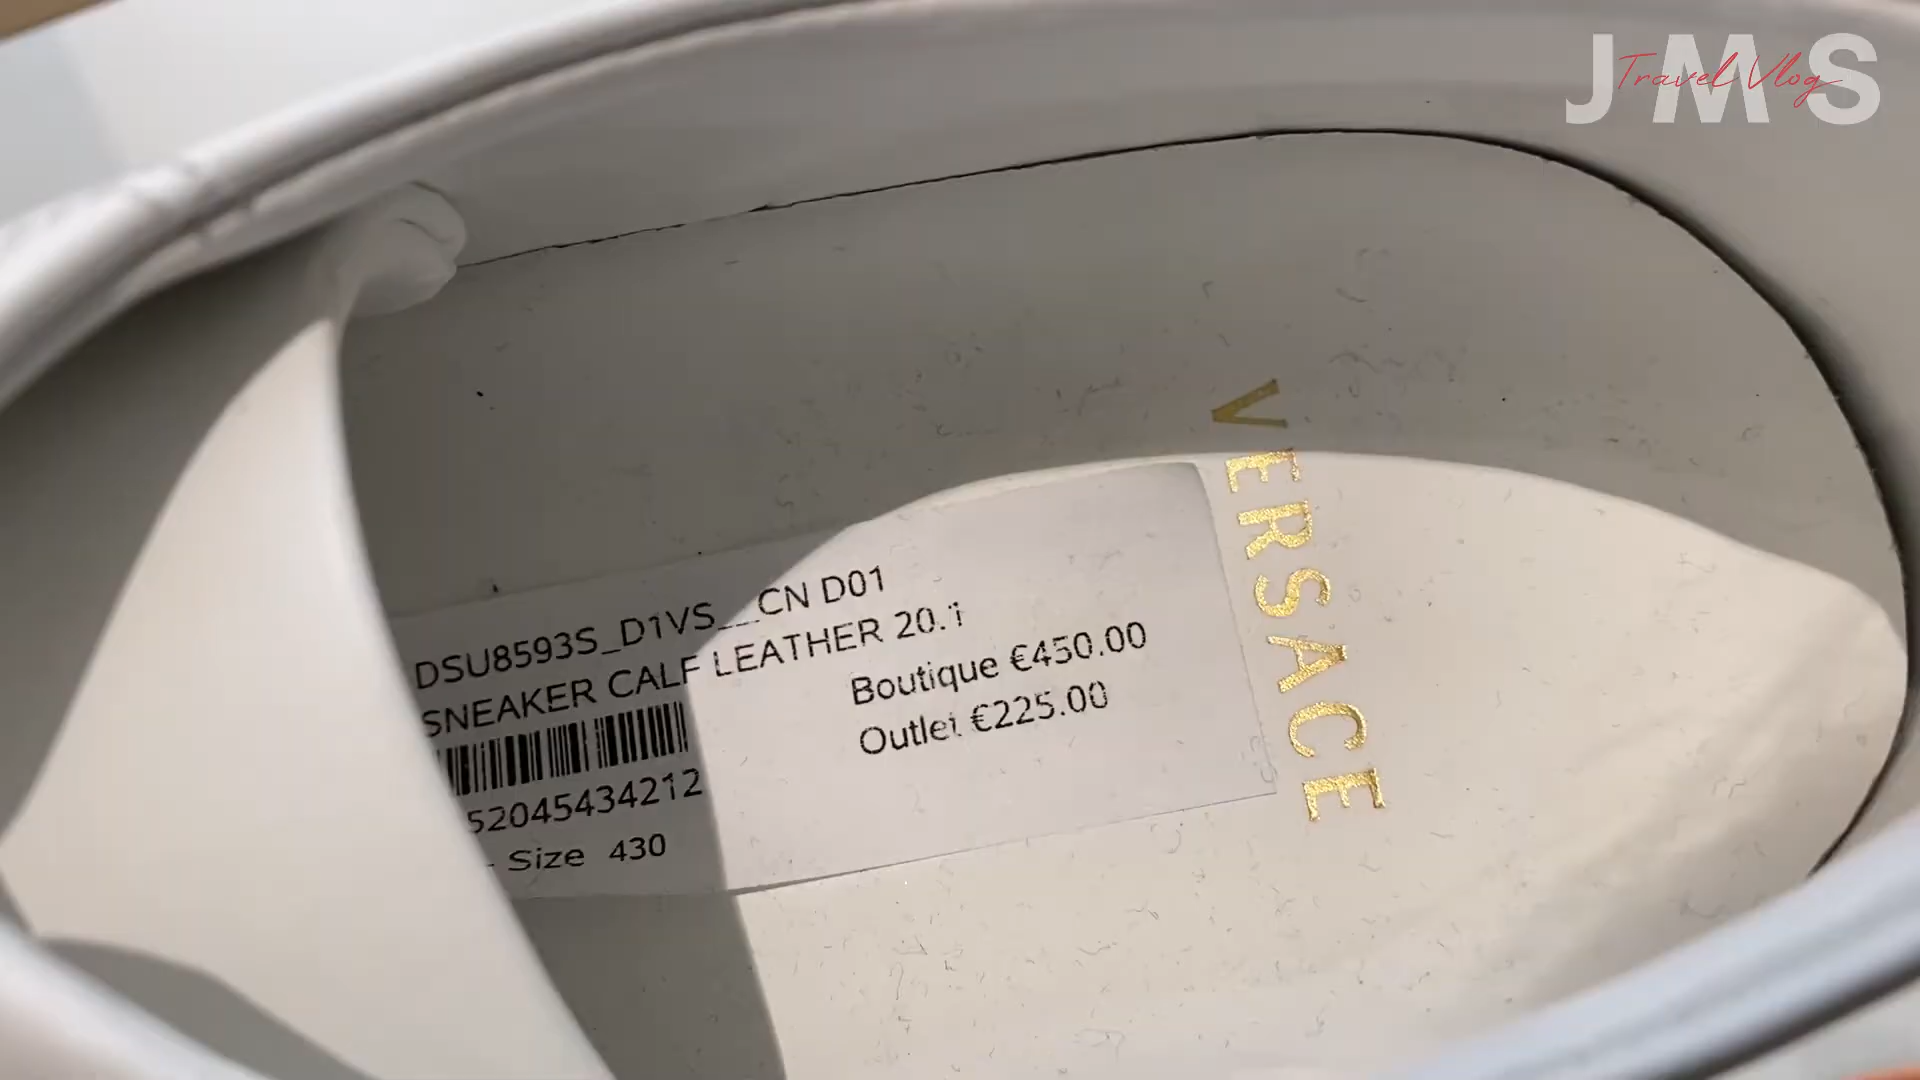 JMS
Travel Vlog
VERSACE
DSU8593S_D1VS__CN D01
SNEAKER CALF LEATHER 20.1
Boutique €450.00
Outlet €225.00
52045434212
- Size 430